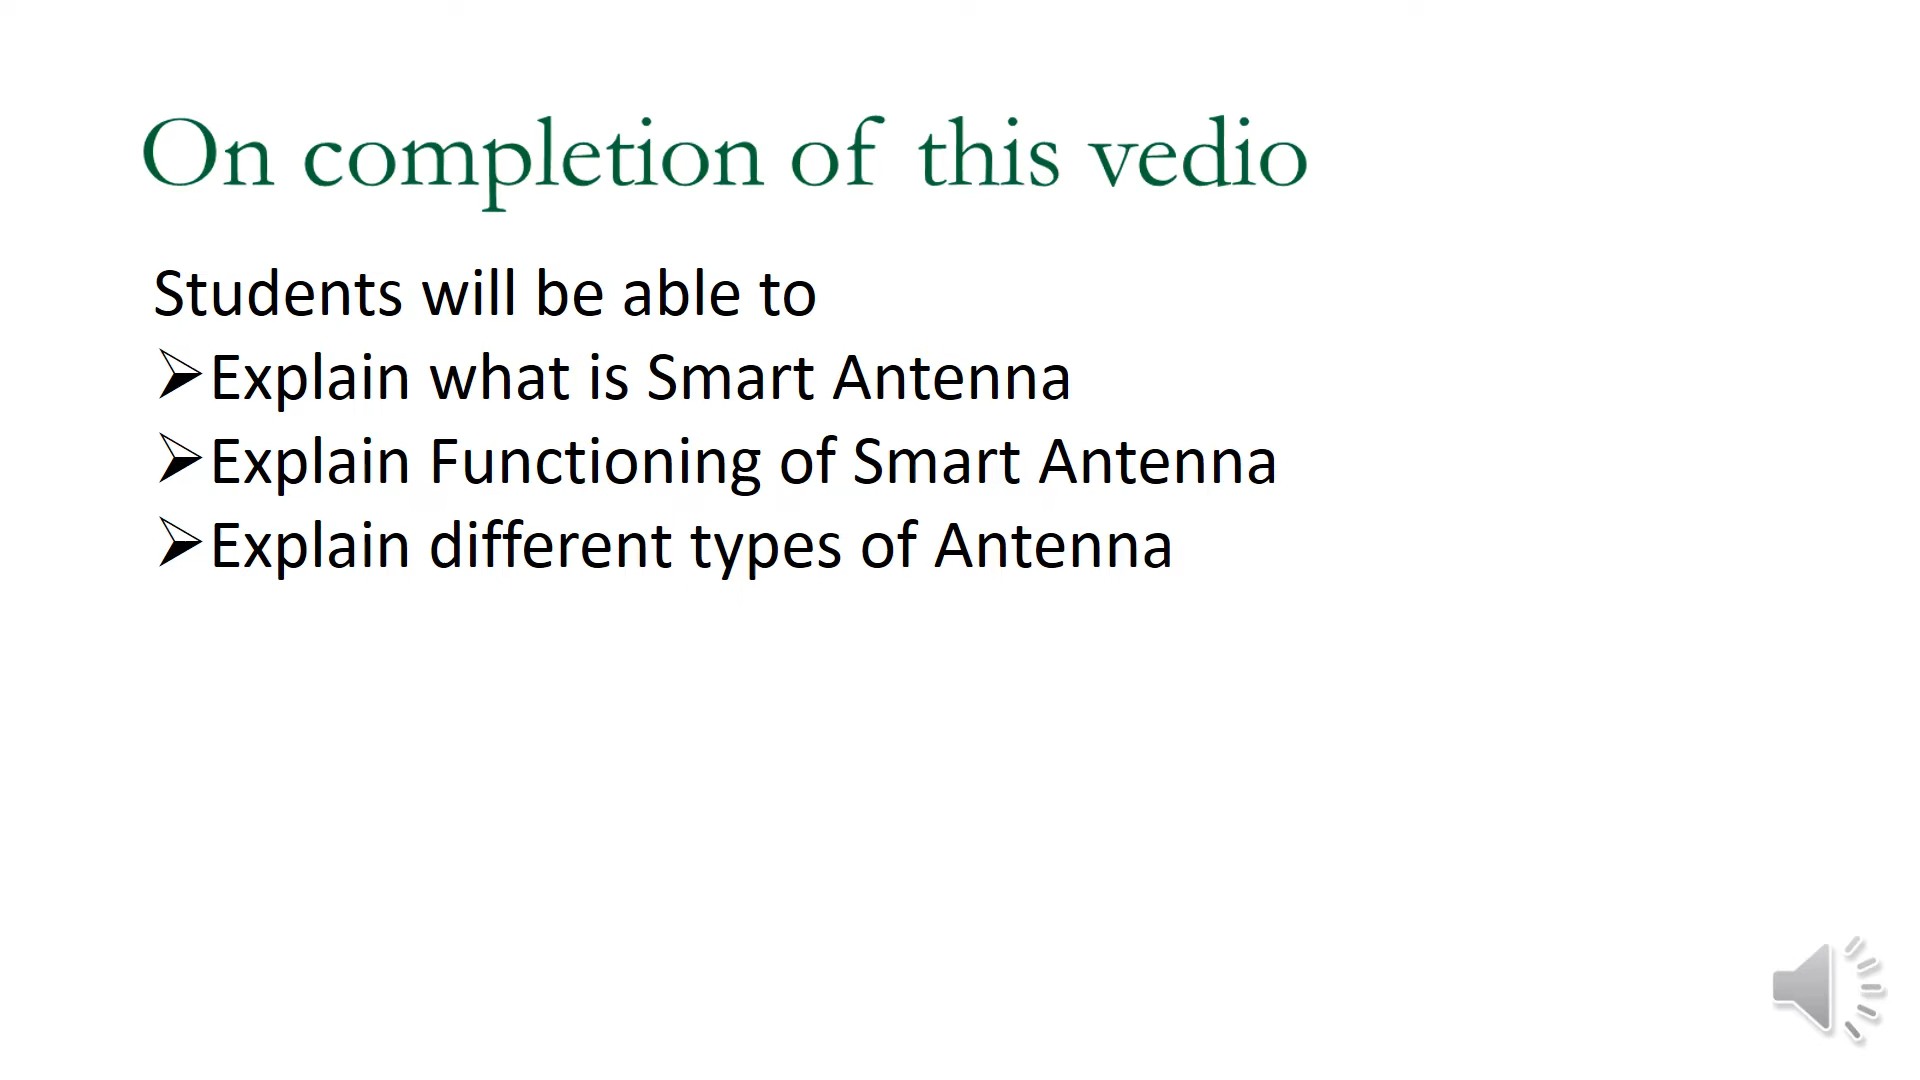 On completion of this vedio
Students will be able to
➢Explain what is Smart Antenna
➢Explain Functioning of Smart Antenna
➢Explain different types of Antenna